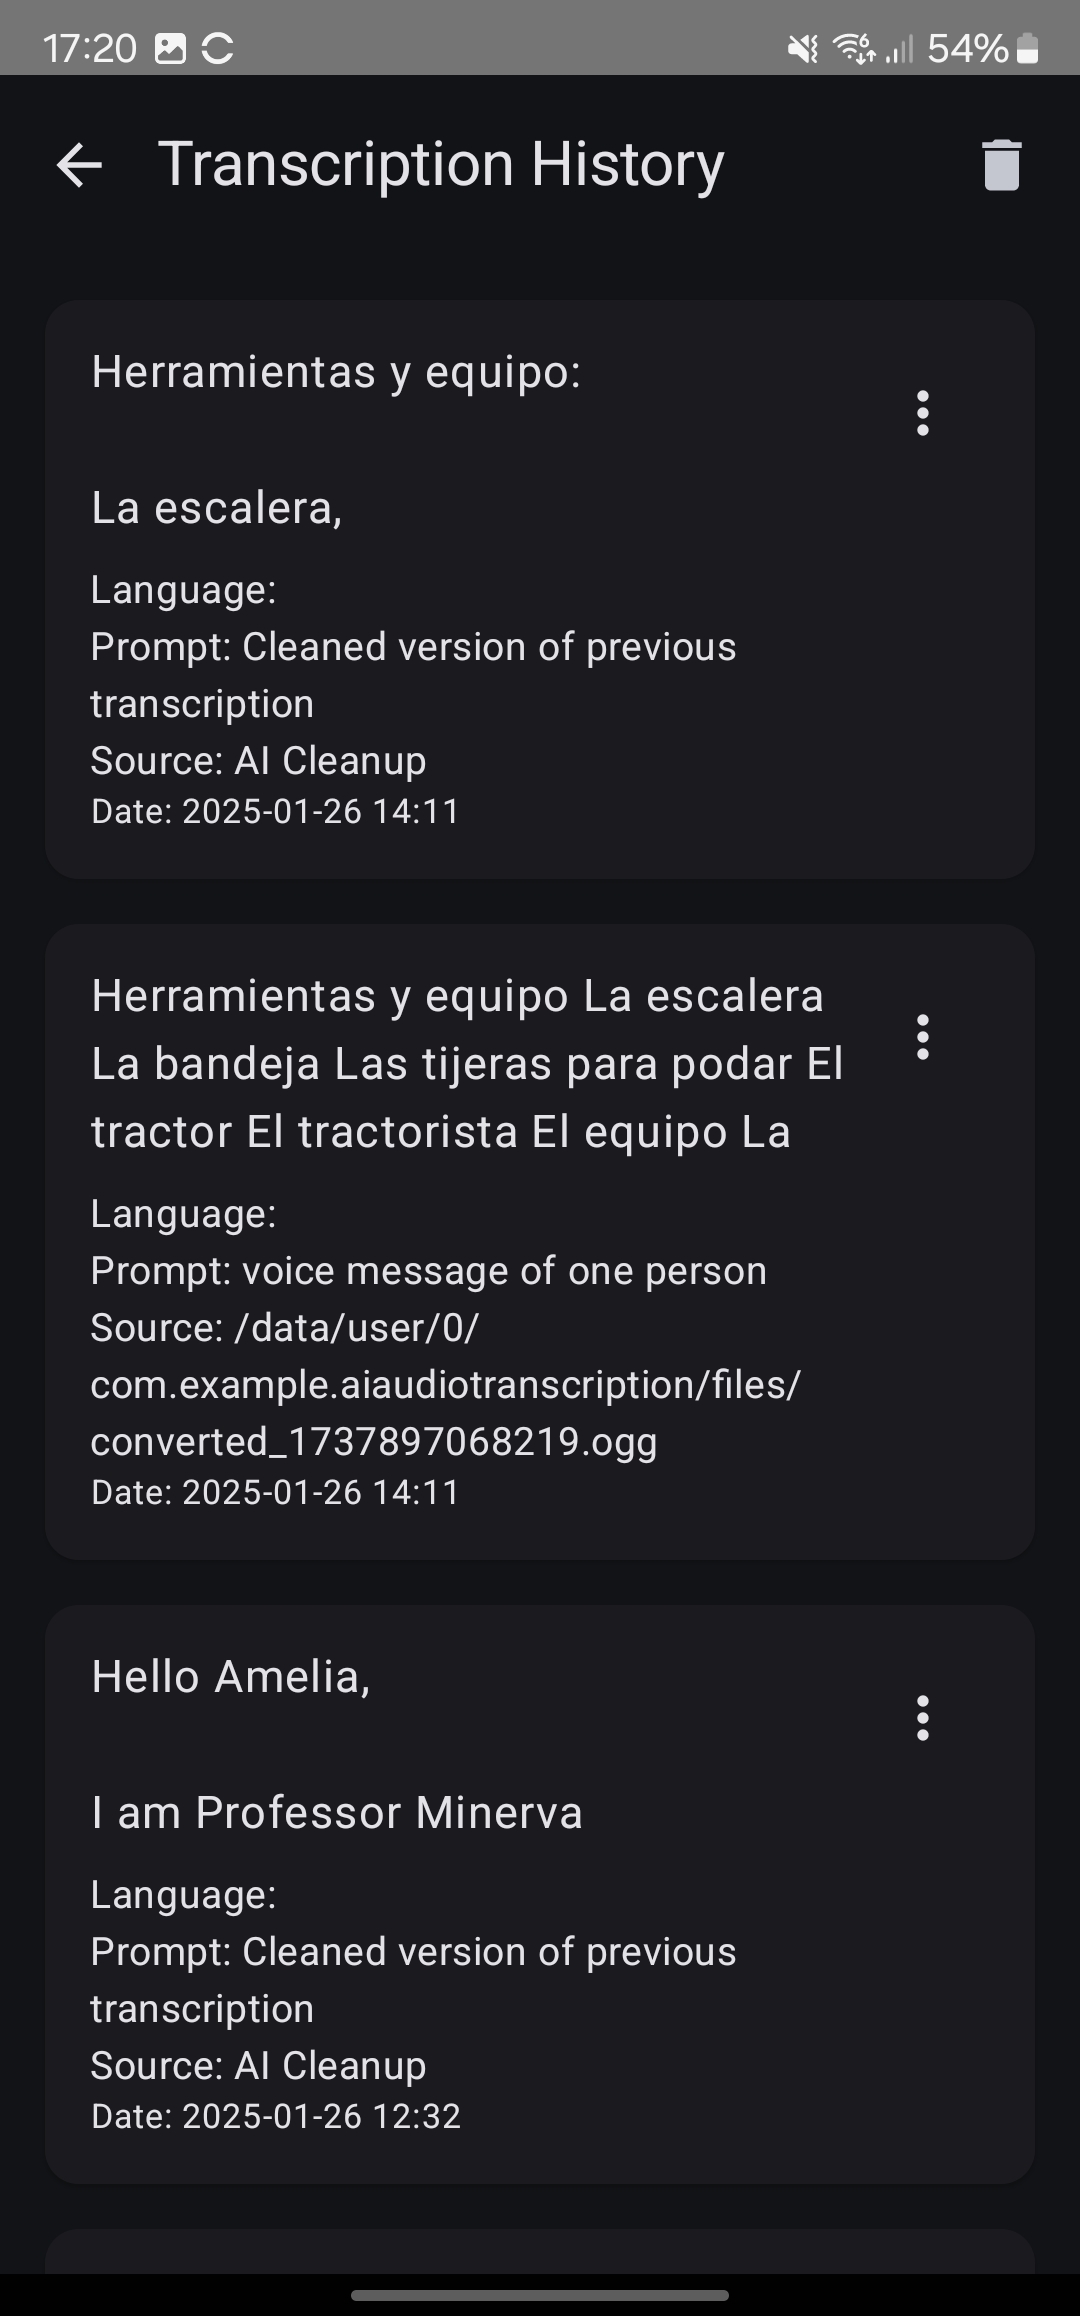 17:20
6
54%
Transcription History
Herramientas y equipo:
La escalera,
Language:
Prompt: Cleaned version of previous
transcription
Source: AI Cleanup
Date: 2025-01-26 14:11
Herramientas y equipo La escalera
La bandeja Las tijeras para podar El
tractor El tractorista El equipo La
Language:
Prompt: voice message of one person
Source: /data/user/0/
com.example.aiaudiotranscription/files/
converted_1737897068219.ogg
Date: 2025-01-26 14:11
Hello Amelia,
I am Professor Minerva
Language:
Prompt: Cleaned version of previous
transcription
Source: AI Cleanup
Date: 2025-01-26 12:32